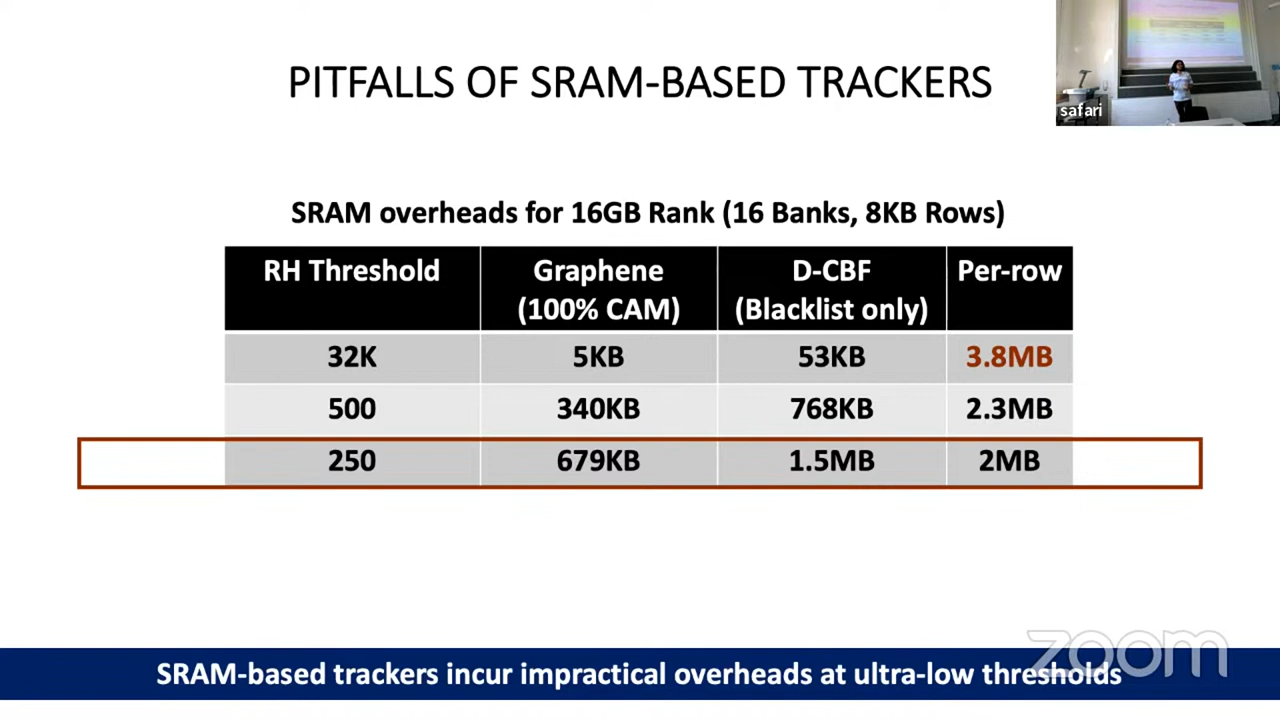 PITFALLS OF SRAM-BASED TRACKERS
safari
SRAM overheads for 16GB Rank (16 Banks, 8KB Rows)
RH Threshold Graphene (100% CAM) D-CBF (Blacklist only) Per-row
32K 5KB 53KB 3.8MB
500 340KB 768KB 2.3MB
250 679KB 1.5MB 2MB
zoom
SRAM-based trackers incur impractical overheads at ultra-low thresholds